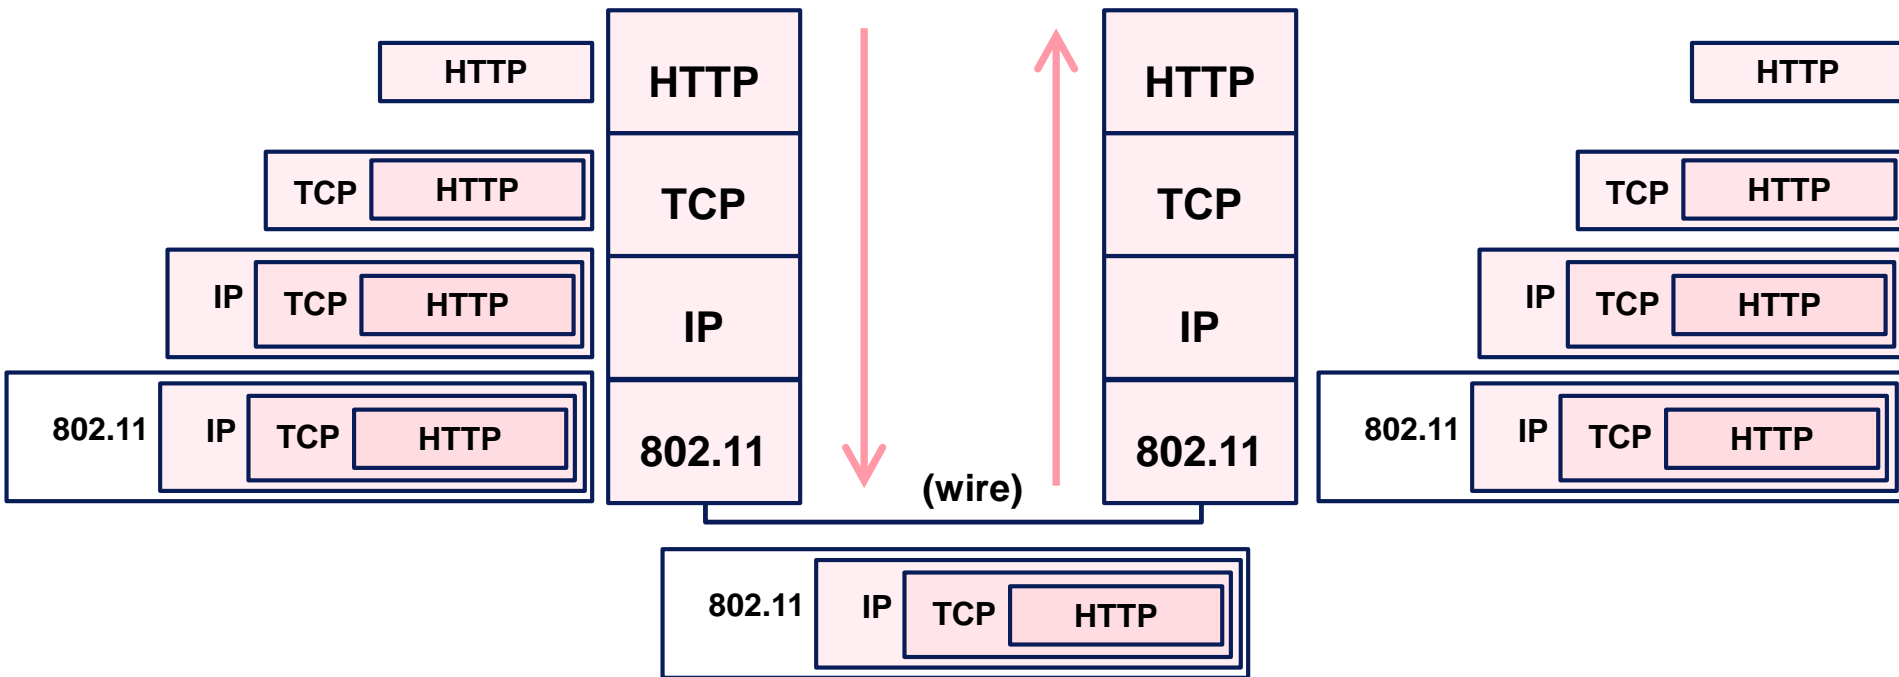 HTTP HTTP HTTP HTTP
TCP HTTP TCP TCP TCP HTTP
IP TCP HTTP IP IP IP TCP HTTP
802.11 IP TCP HTTP 802.11 802.11 802.11 IP TCP HTTP
(wire)
802.11 IP TCP HTTP